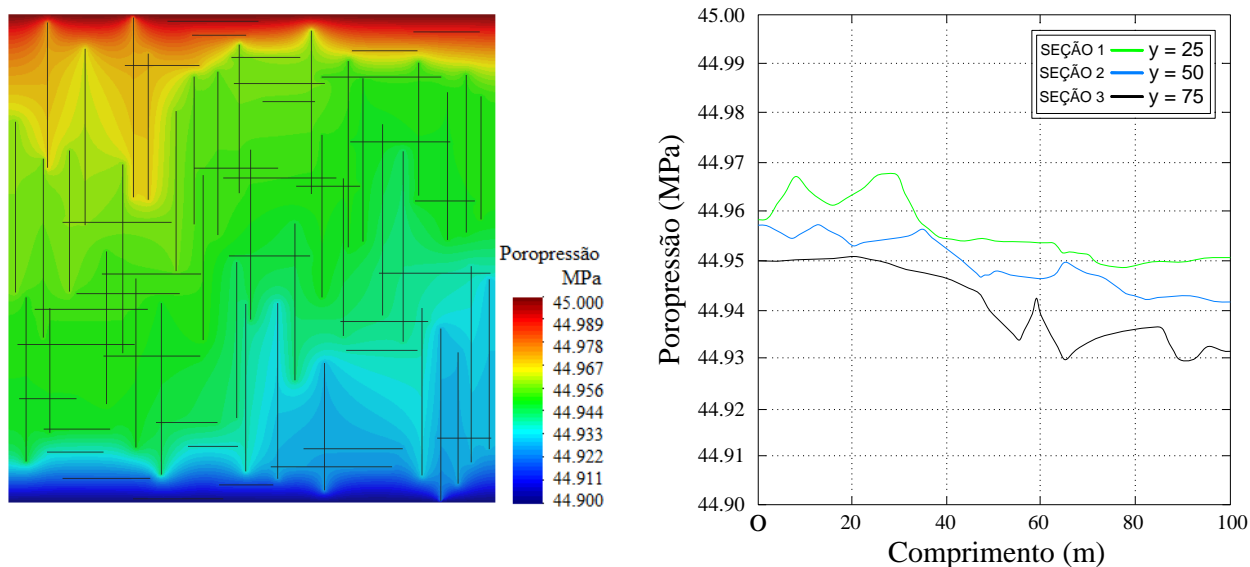 Poropressão
MPa
45.000
44.989
44.978
44.967
44.956
44.944
44.933
44.922
44.911
44.900
Poropressão (MPa)
45.00
44.99
44.98
44.97
44.96
44.95
44.94
44.93
44.92
44.91
44.90
SEÇÃO 1 y = 25
SEÇÃO 2 y = 50
SEÇÃO 3 y = 75
O 20 40 60 80 100
Comprimento (m)